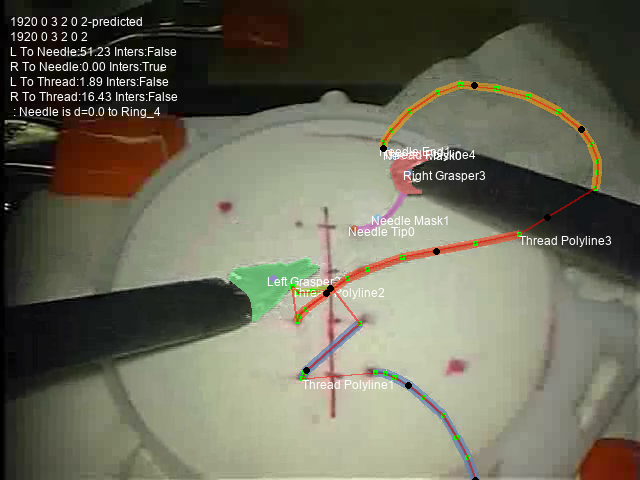 1920 0 3 2 0 2-predicted
1920 0 3 2 0 2
L To Needle:51.23 Inters:False
R To Needle:0.00 Inters:True
L To Thread:1.89 Inters:False
R To Thread:16.43 Inters:False
: Needle is d=0.0 to Ring_4
Right Grasper3
Needle Mask1
Needle Tip0
Thread Polyline3
Left Grasper2
Thread Polyline2
Thread Polyline1